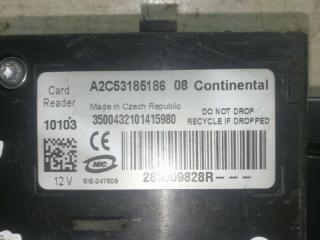 A2C53185186 08 Continental
Card
Reader
Made in Czech Republic
10103
3500432101415980
DO NOT DROP
RECYCLE IF DROPPED
CE
MIC
12 V
SIE-247609
285909828R---